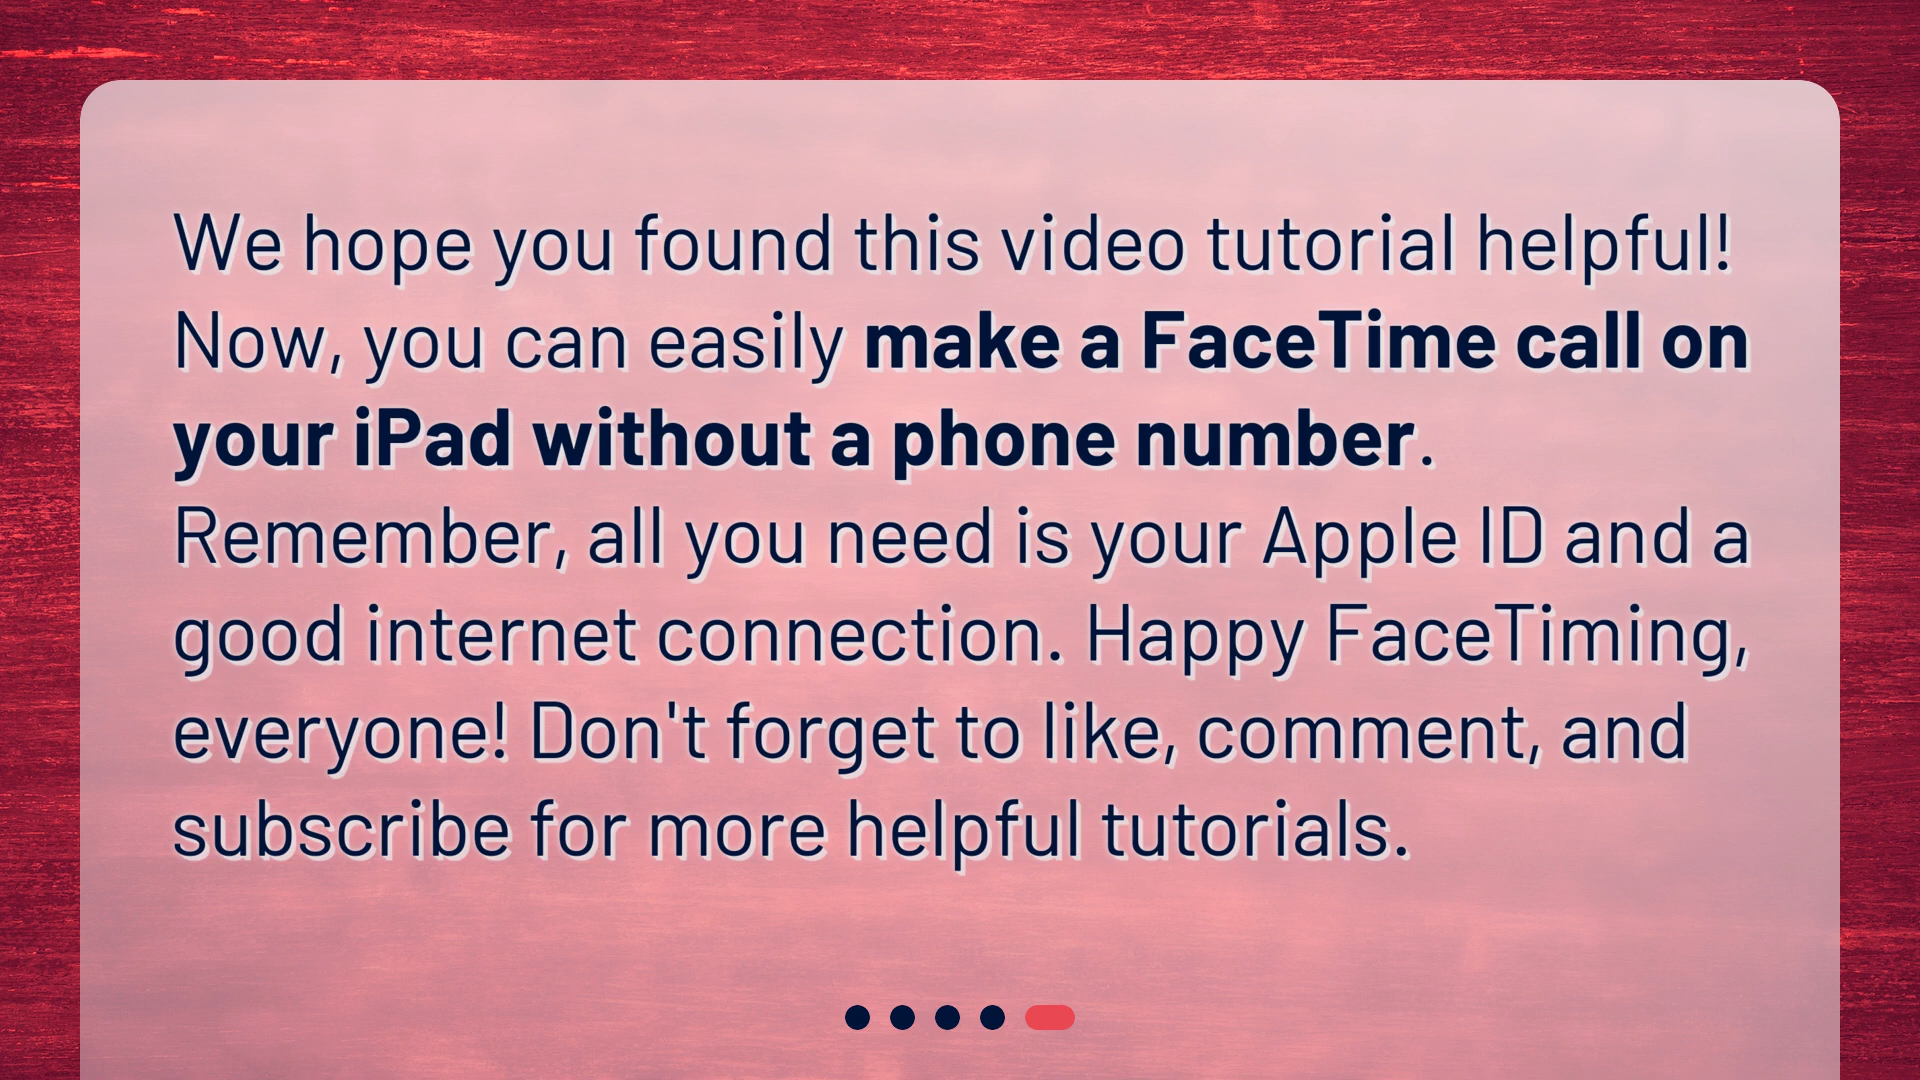 We hope you found this video tutorial helpful!
Now, you can easily make a FaceTime call on
your iPad without a phone number.
Remember, all you need is your Apple ID and a
good internet connection. Happy FaceTiming,
everyone! Don't forget to like, comment, and
subscribe for more helpful tutorials.